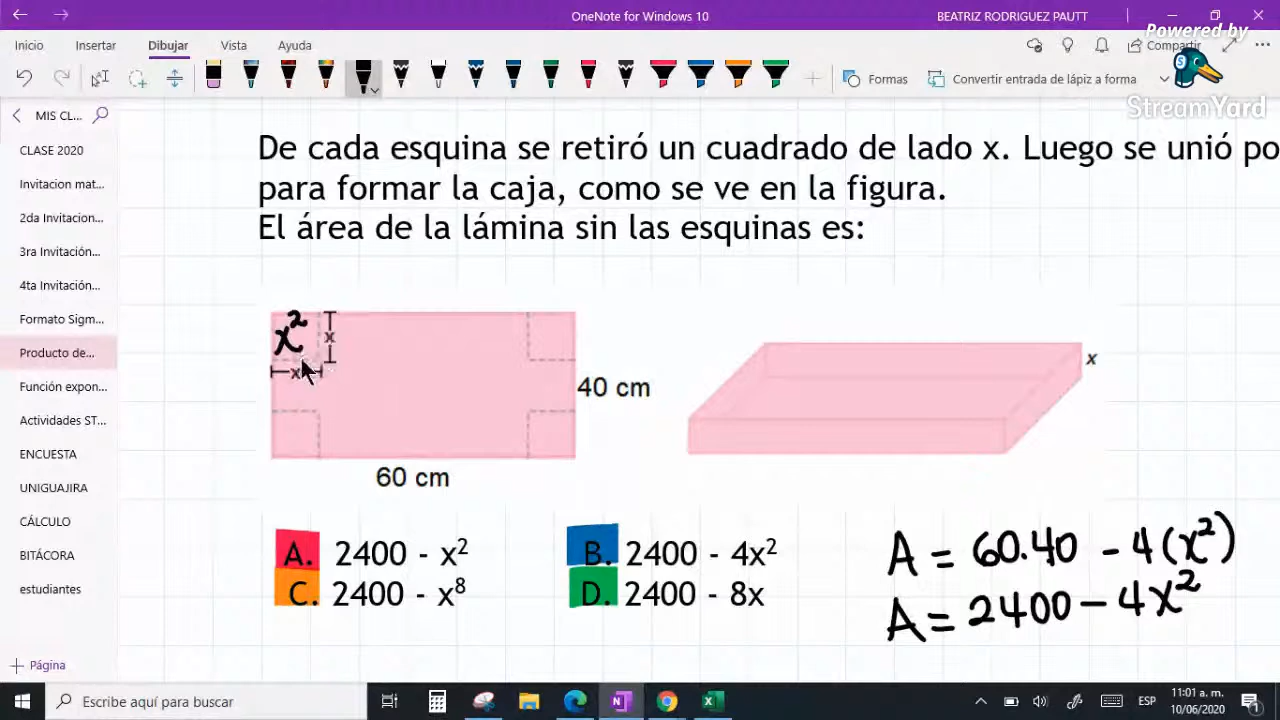 OneNote for Windows 10
BEATRIZ RODRIGUEZ PAUTT
Powered by
StreamYard
Inicio Insertar Dibujar Vista Ayuda
Compartir
Formas
Convertir entrada de lápiz a forma
MIS CL...
CLASE 2020
Invitacion mat...
2da Invitacion...
3ra Invitación...
4ta Invitación...
Formato Sigm...
Producto de...
Función expon...
Actividades ST...
ENCUESTA
UNIGUAJIRA
CÁLCULO
BITÁCORA
estudiantes
Página
De cada esquina se retiró un cuadrado de lado x. Luego se unió po
para formar la caja, como se ve en la figura.
El área de la lámina sin las esquinas es:
x²
x
x
40 cm
60 cm
x
A. 2400 - x²
B. 2400 - 4x²
C. 2400 - x⁸
D. 2400 - 8x
A = 60.40 - 4(x²)
A = 2400 - 4x²
Escribe aquí para buscar
ESP
11:01 a. m.
10/06/2020
1